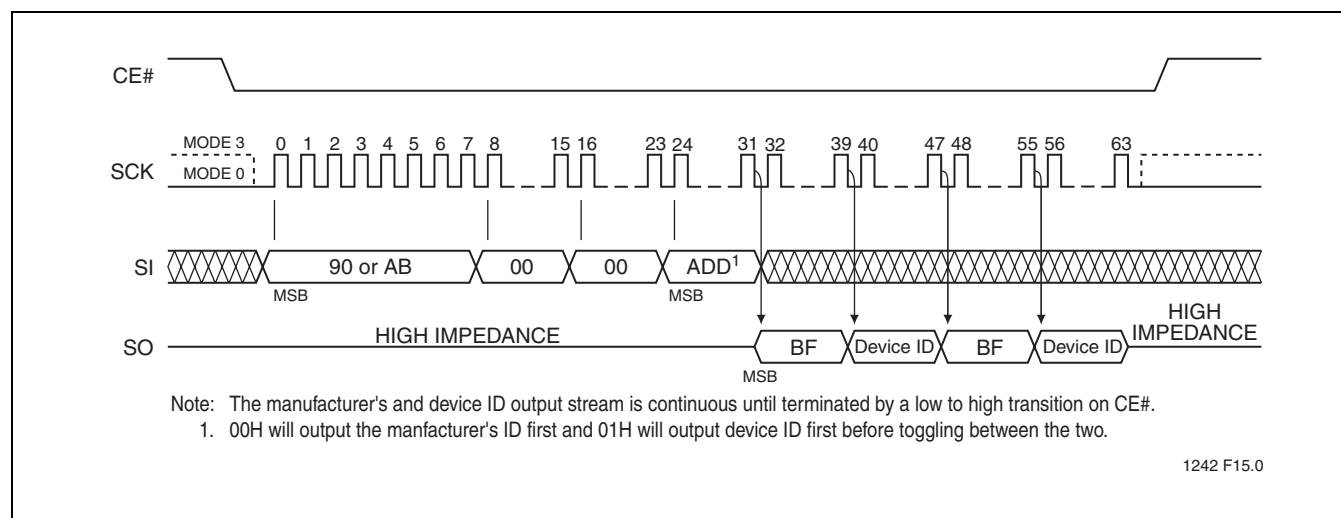 CE#
MODE 3
0 1 2 3 4 5 6 7 8 15 16 23 24 31 32 39 40 47 48 55 56 63
SCK
MODE 0
SI 90 or AB 00 00 ADD1
MSB MSB
HIGH IMPEDANCE
HIGH IMPEDANCE
SO BF Device ID BF Device ID
MSB
Note: The manufacturer's and device ID output stream is continuous until terminated by a low to high transition on CE#.
1. 00H will output the manfacturer's ID first and 01H will output device ID first before toggling between the two.
1242 F15.0